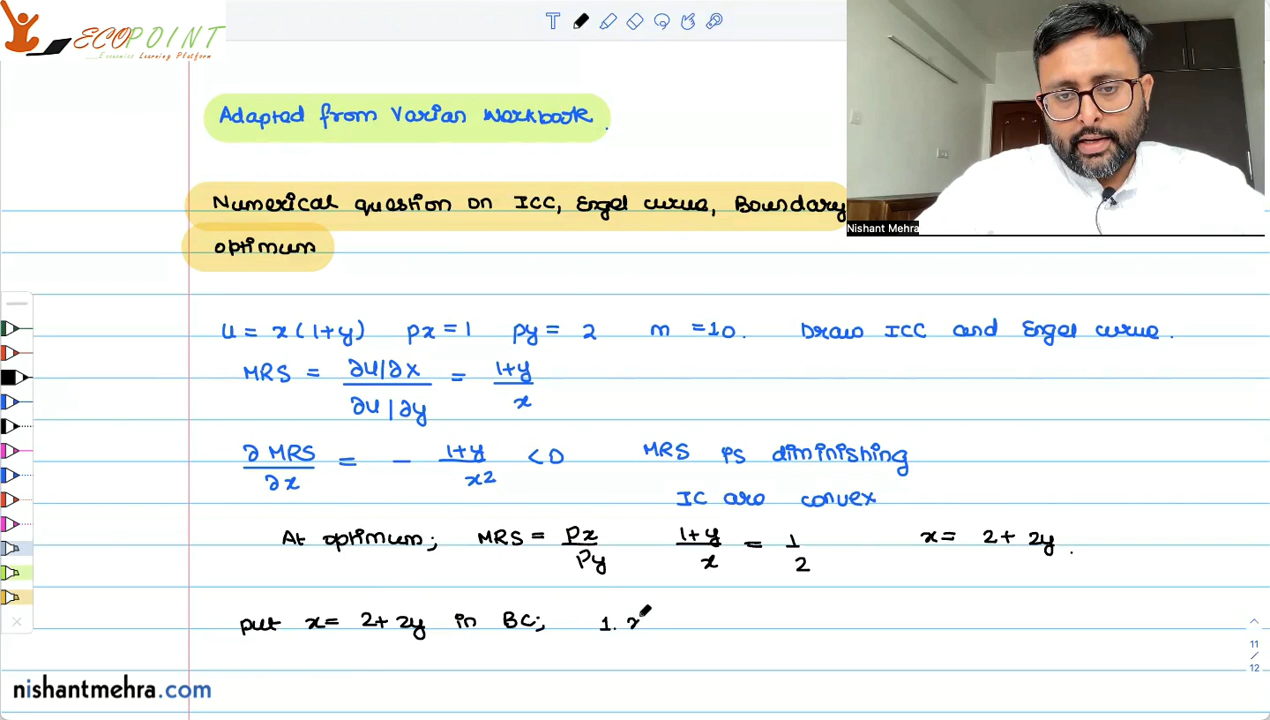 ECOPOINT
Economics Learning Platform
Adapted from Varian Workbook.
Numerical question on ICC, Engel curve, Boundary
optimum
Nishant Mehra
U = x(1+y) px = 1 py = 2 m = 10. Draw ICC and Engel curve.
MRS = ∂U/∂x / ∂U/∂y = 1+y / x
∂MRS / ∂x = - 1+y / x2 < 0 MRS is diminishing
IC are convex
At optimum; MRS = px / py 1+y / x = 1 / 2 x = 2 + 2y.
put x = 2 + 2y in BC; 1. x
11
/
12
nishantmehra.com